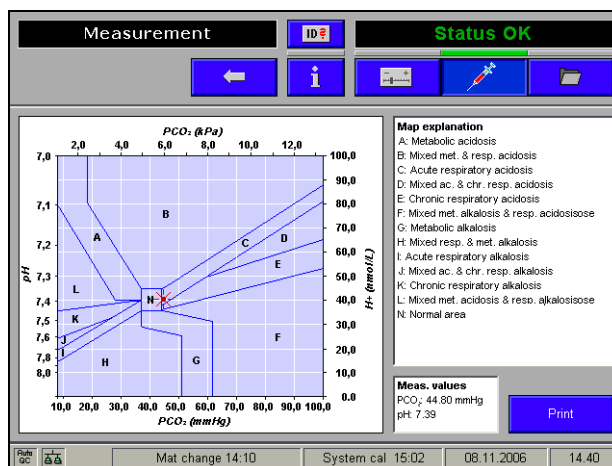 Measurement
ID
Status OK
i
PCO₂ (kPa)
2,0 4,0 6,0 8,0 11,0
7,0 100,0
90,0
B
7,1 80,0
C D
A 70,0
7,2 60,0
E
7,3 50,0
L
7,4 N 40,0
7,5 K 30,0
7,6 J F
7,8 I 20,0
H G
8,0 10,0
0.0
pH
H+ (nmol/L)
10,0 20,0 30,0 40,0 50,0 60,0 70,0 80,0 90,0 100,0
PCO₂ (mmHg)
Map explanation
A: Metabolic acidosis
B: Mixed met. & resp. acidosis
C: Acute respiratory acidosis
D: Mixed ac. & chr. resp. acidosis
E: Chronic respiratory acidosis
F: Mixed met. alkalosis & resp. acidosisose
G: Metabolic alkalosis
H: Mixed resp. & met. alkalosis
I: Acute respiratory alkalosis
J: Mixed ac. & chr. resp. alkalosis
K: Chronic respiratory alkalosis
L: Mixed met. acidosis & resp. alkalosisose
N: Normal area
Meas. values
PCO₂: 44.80 mmHg
pH: 7.39
Print
Auto
QC
Mat change 14:10
System cal 15:02
08.11.2006
14.40